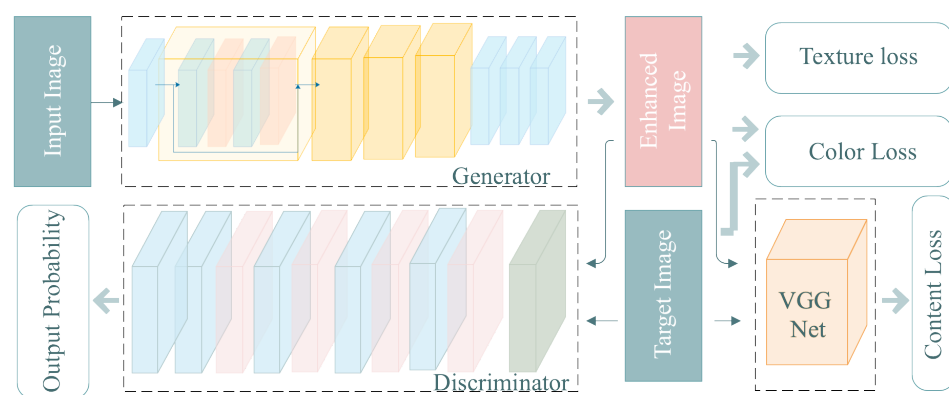 Input Image
Generator
Enhanced
Image
Texture loss
Color Loss
Output Probability
Discriminator
Target Image
VGG
Net
Content Loss